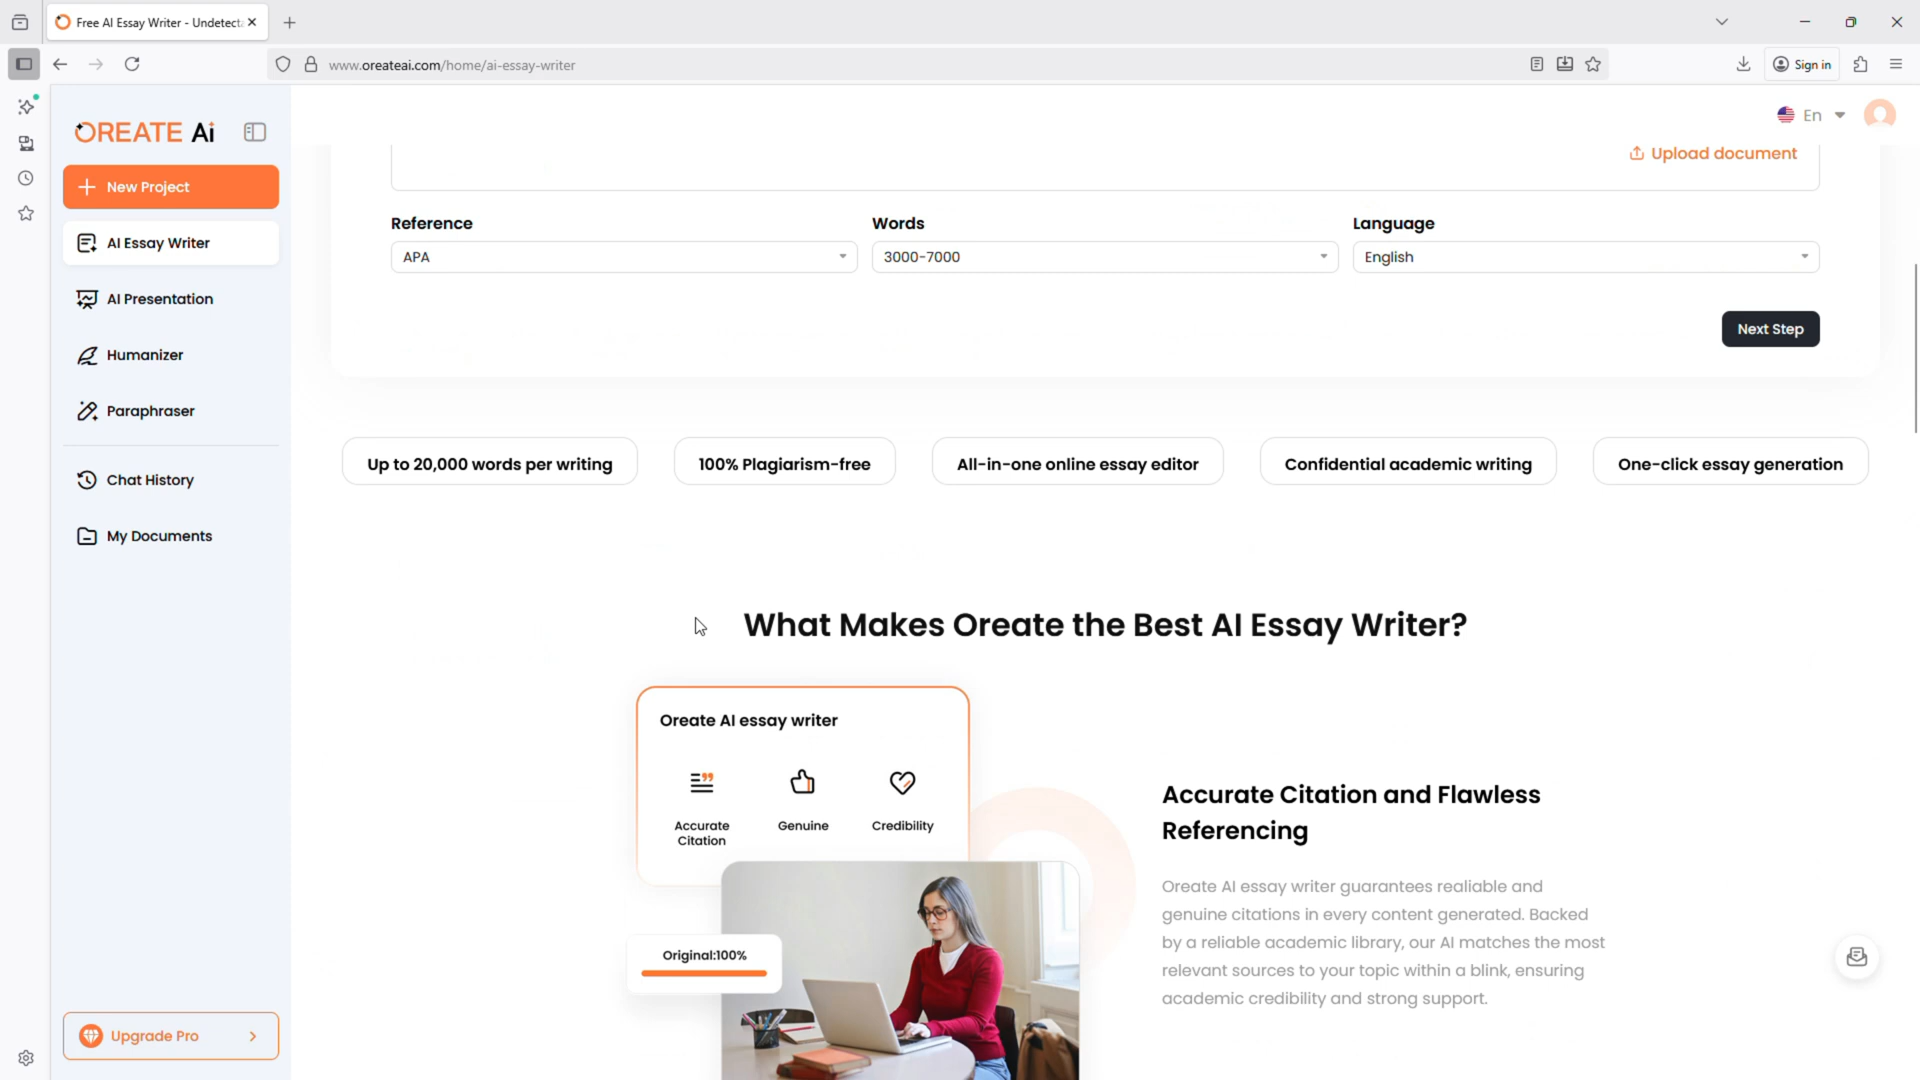 Free AI Essay Writer - Undetect
www.oreateai.com/home/ai-essay-writer
Sign in
OREATE Ai
En
New Project
AI Essay Writer
AI Presentation
Humanizer
Paraphraser
Chat History
My Documents
Upgrade Pro
Upload document
Reference
Words
Language
APA
3000-7000
English
Next Step
Up to 20,000 words per writing
100% Plagiarism-free
All-in-one online essay editor
Confidential academic writing
One-click essay generation
What Makes Oreate the Best AI Essay Writer?
Oreate AI essay writer
Accurate
Citation
Genuine
Credibility
Original:100%
Accurate Citation and Flawless
Referencing
Oreate AI essay writer guarantees realiable and
genuine citations in every content generated. Backed
by a reliable academic library, our AI matches the most
relevant sources to your topic within a blink, ensuring
academic credibility and strong support.